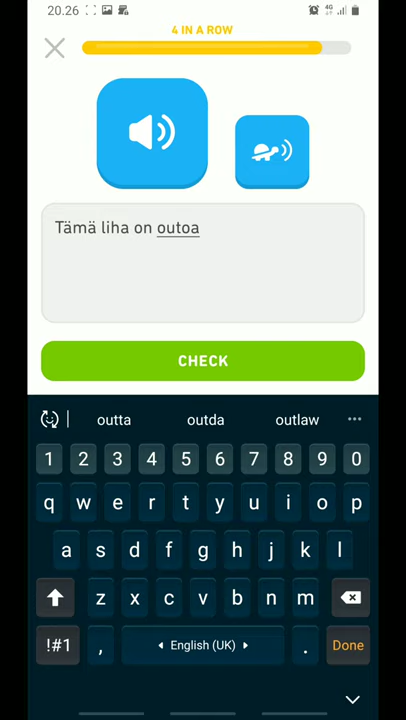 20.26 4G
4 IN A ROW
Tämä liha on outoa
CHECK
outta outda outlaw
1 2 3 4 5 6 7 8 9 0
q w e r t y u i o p
a s d f g h j k l
z x c v b n m
!#1 , English (UK) . Done